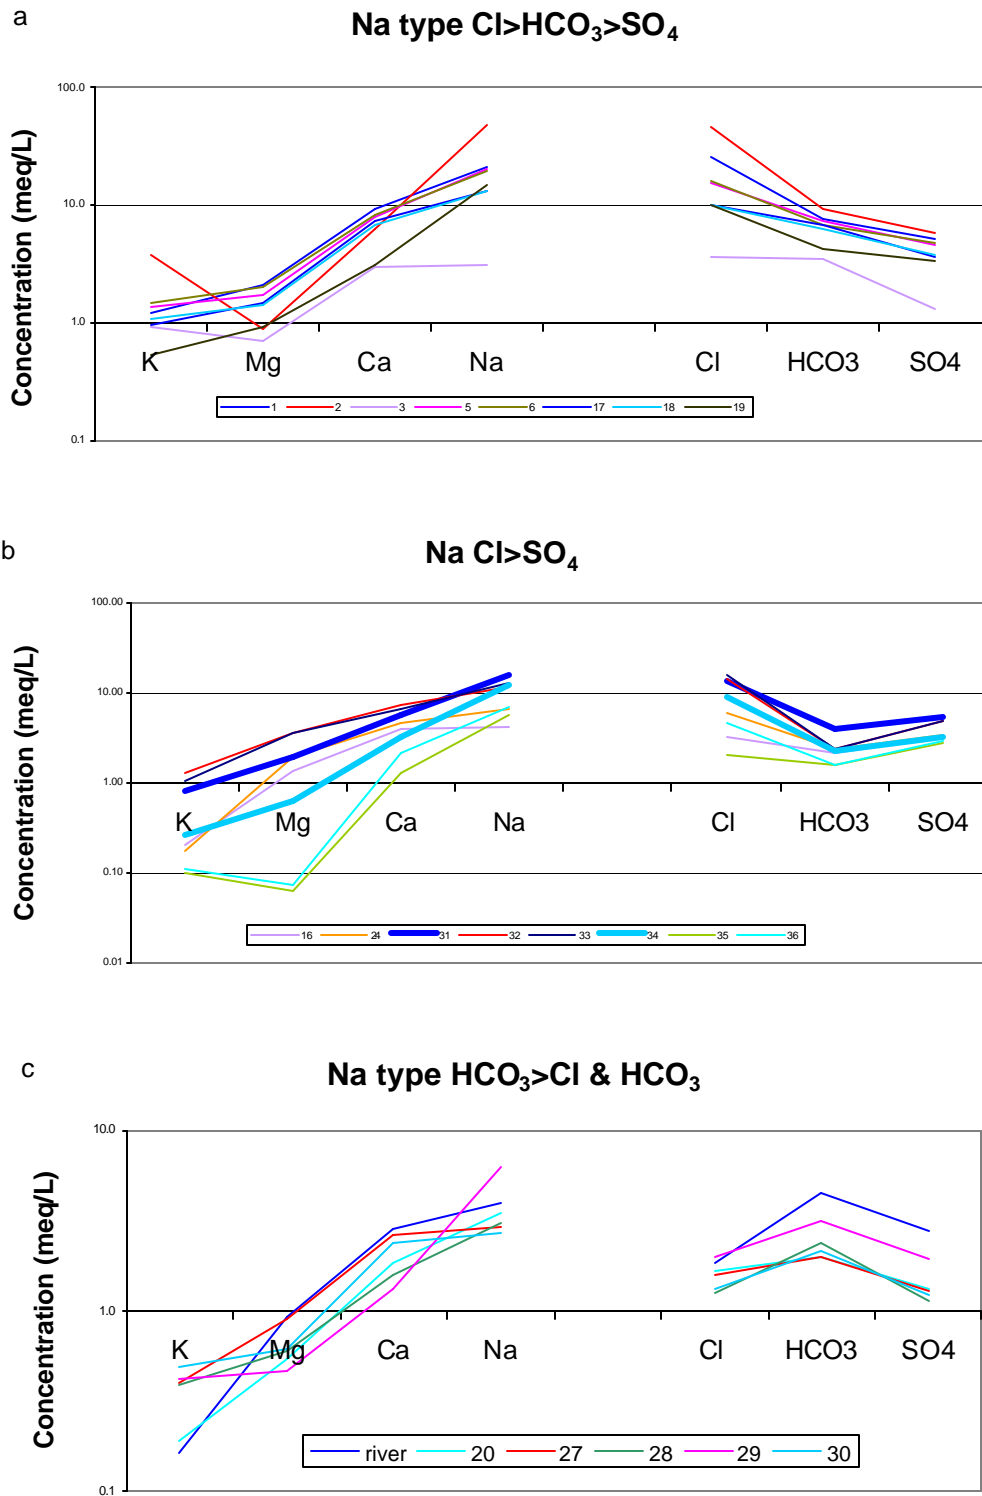 a
Na type Cl>HCO₃>SO₄
Concentration (meq/L)
100.0
10.0
1.0
0.1
K Mg Ca Na Cl HCO3 SO4
1 2 3 5 6 17 18 19
b
Na Cl>SO₄
Concentration (meq/L)
100.00
10.00
1.00
0.10
0.01
K Mg Ca Na Cl HCO3 SO4
16 24 31 32 33 34 35 36
c
Na type HCO₃>Cl & HCO₃
Concentration (meq/L)
10.0
1.0
0.1
K Mg Ca Na Cl HCO3 SO4
river 20 27 28 29 30